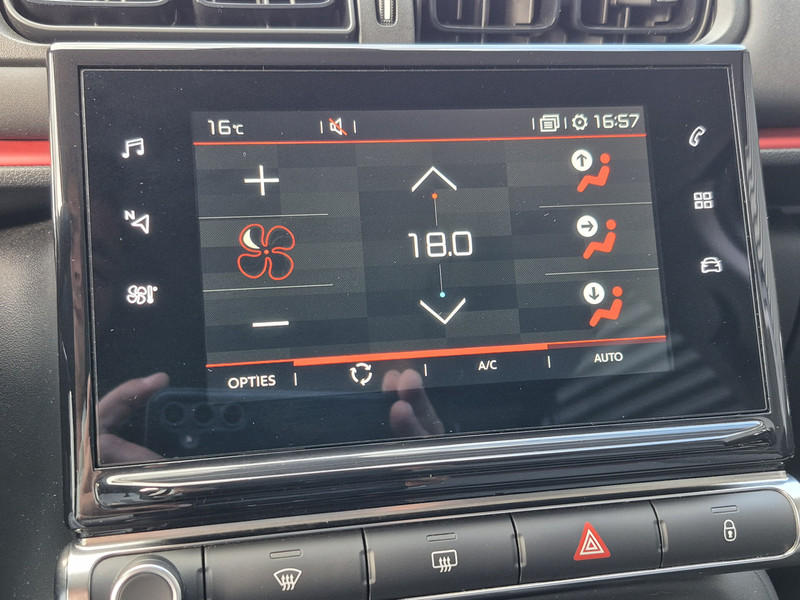 16°C
16:57
N
18.0
OPTIES
A/C
AUTO